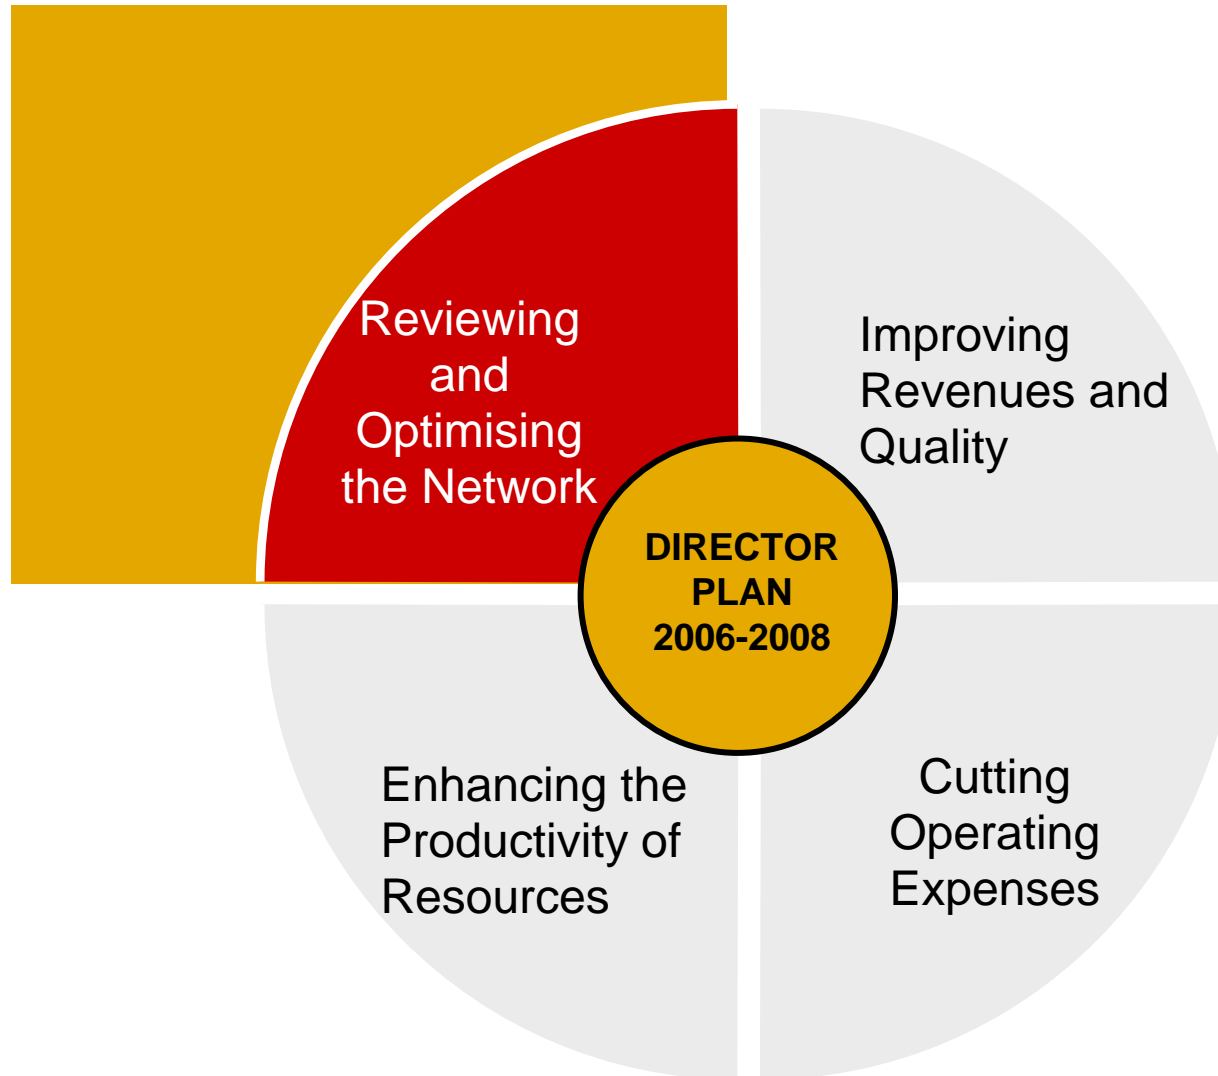 Reviewing
and
Optimising
the Network
Improving
Revenues and
Quality
DIRECTOR
PLAN
2006-2008
Enhancing the
Productivity of
Resources
Cutting
Operating
Expenses